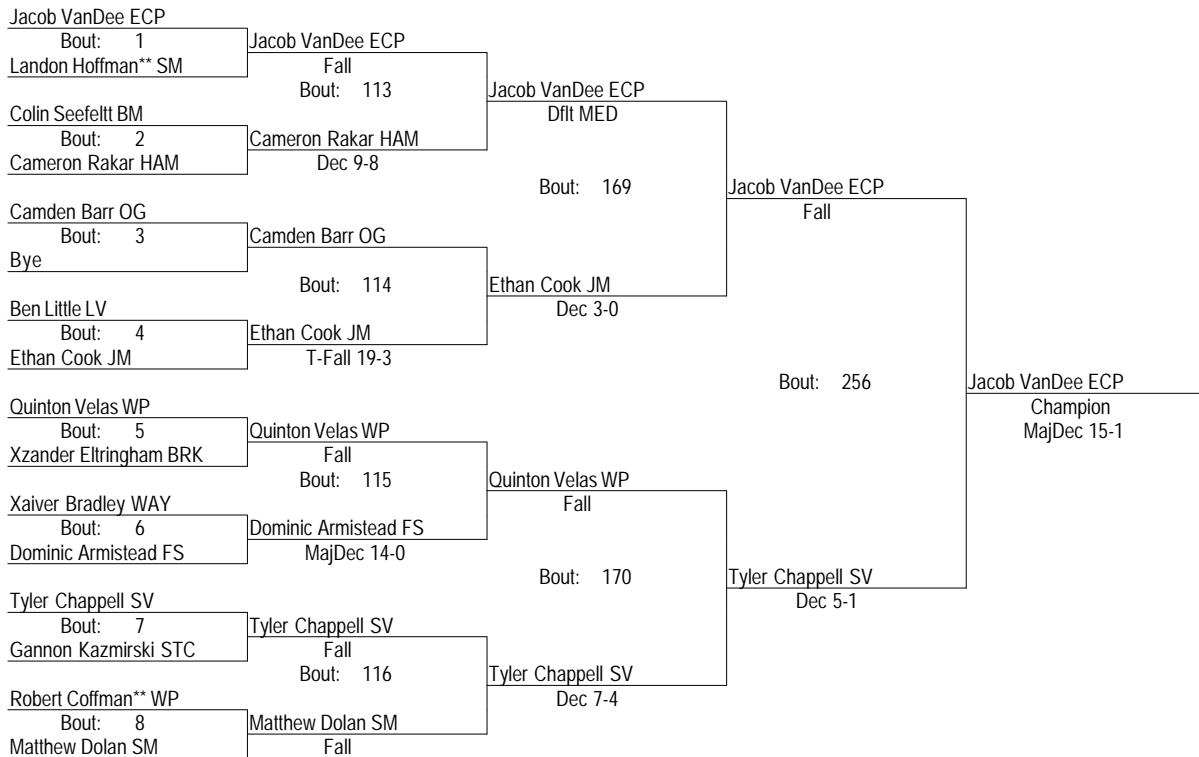 Jacob VanDee ECP
Bout: 1
Landon Hoffman** SM
Colin Seefeltt BM
Bout: 2
Cameron Rakar HAM
Camden Barr OG
Bout: 3
Bye
Ben Little LV
Bout: 4
Ethan Cook JM
Quinton Velas WP
Bout: 5
Xzander Eltringham BRK
Xaiver Bradley WAY
Bout: 6
Dominic Armistead FS
Tyler Chappell SV
Bout: 7
Gannon Kazmirski STC
Robert Coffman** WP
Bout: 8
Matthew Dolan SM
Jacob VanDee ECP
Fall
Bout: 113
Cameron Rakar HAM
Dec 9-8
Camden Barr OG
Bout: 114
Ethan Cook JM
T-Fall 19-3
Quinton Velas WP
Fall
Bout: 115
Dominic Armistead FS
MajDec 14-0
Tyler Chappell SV
Fall
Bout: 116
Matthew Dolan SM
Fall
Jacob VanDee ECP
Dflt MED
Bout: 169
Ethan Cook JM
Dec 3-0
Quinton Velas WP
Fall
Bout: 170
Tyler Chappell SV
Dec 7-4
Jacob VanDee ECP
Fall
Bout: 256
Tyler Chappell SV
Dec 5-1
Jacob VanDee ECP
Champion
MajDec 15-1